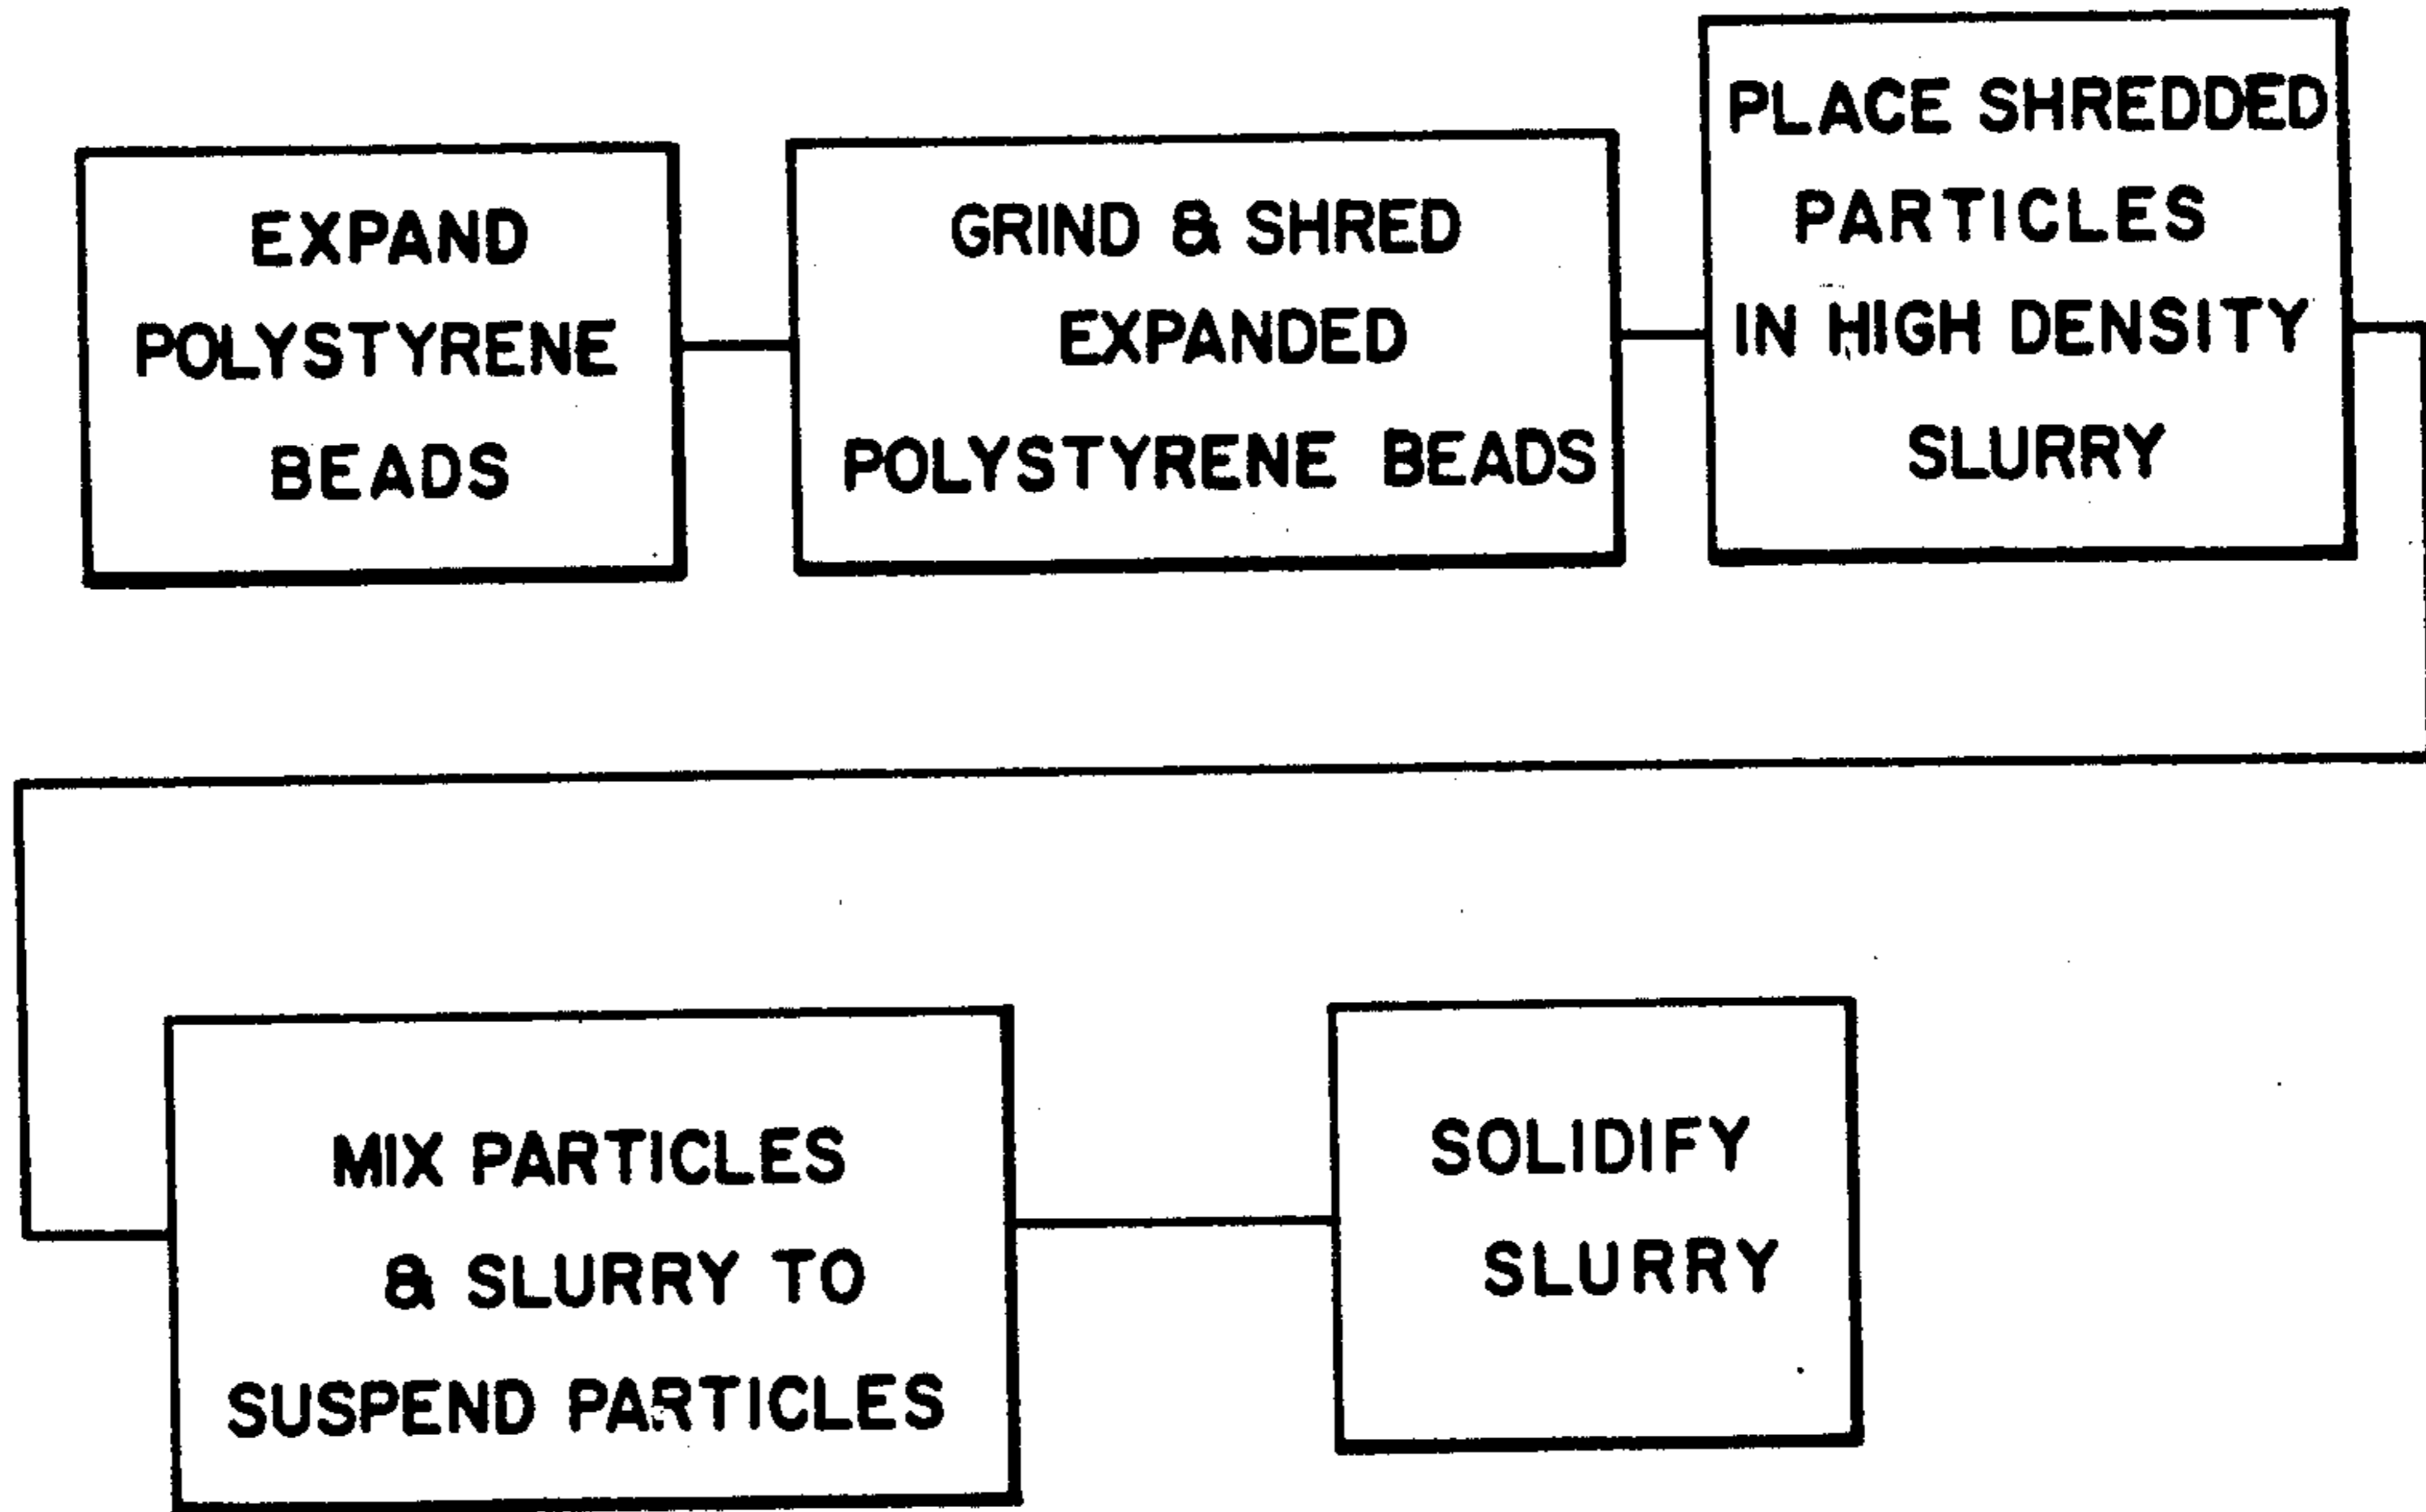 EXPAND
POLYSTYRENE
BEADS
GRIND & SHRED
EXPANDED
POLYSTYRENE BEADS
PLACE SHREDDED
PARTICLES
IN HIGH DENSITY
SLURRY
MIX PARTICLES
& SLURRY TO
SUSPEND PARTICLES
SOLIDIFY
SLURRY